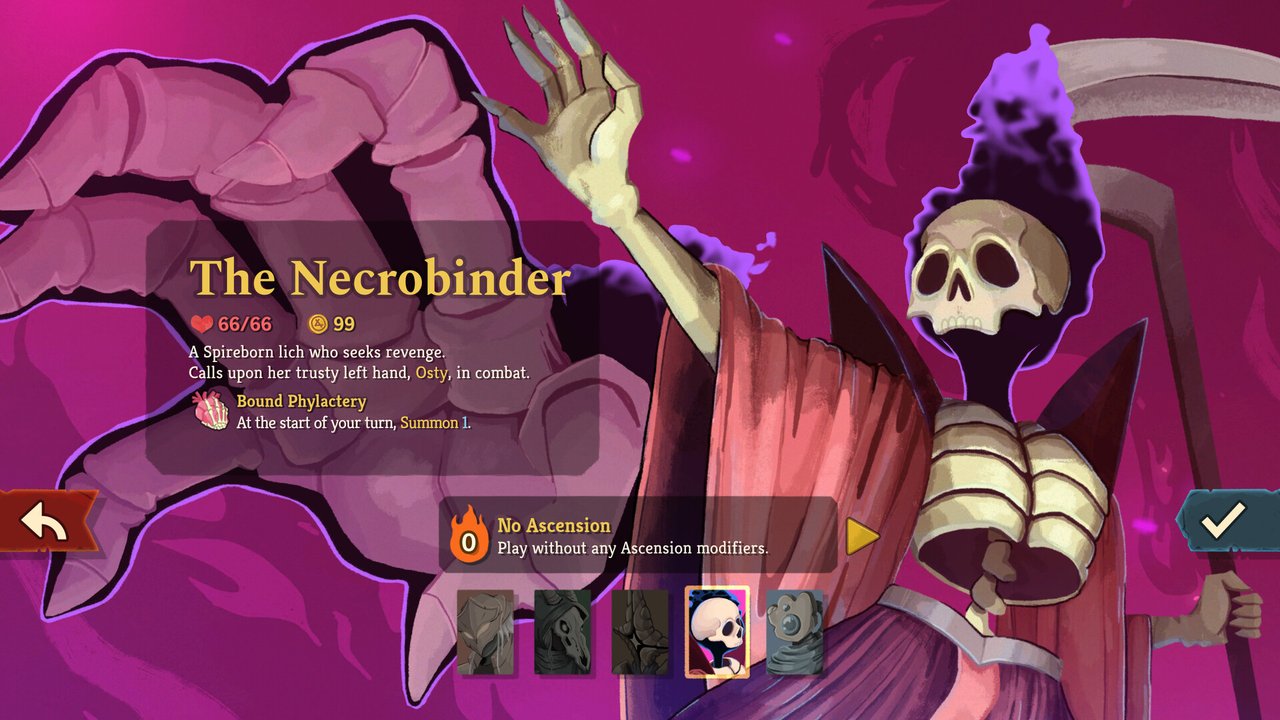 The Necrobinder
66/66 99
A Spireborn lich who seeks revenge.
Calls upon her trusty left hand, Osty, in combat.
Bound Phylactery
At the start of your turn, Summon 1.
0
No Ascension
Play without any Ascension modifiers.